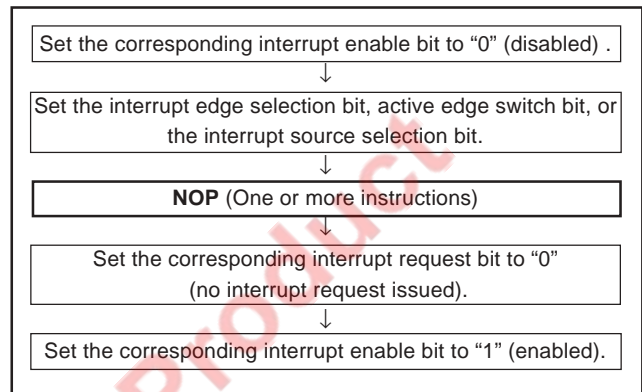 Set the corresponding interrupt enable bit to “0” (disabled) .
↓
Set the interrupt edge selection bit, active edge switch bit, or
the interrupt source selection bit.
↓
NOP (One or more instructions)
↓
Set the corresponding interrupt request bit to “0”
(no interrupt request issued).
↓
Set the corresponding interrupt enable bit to “1” (enabled).
Product